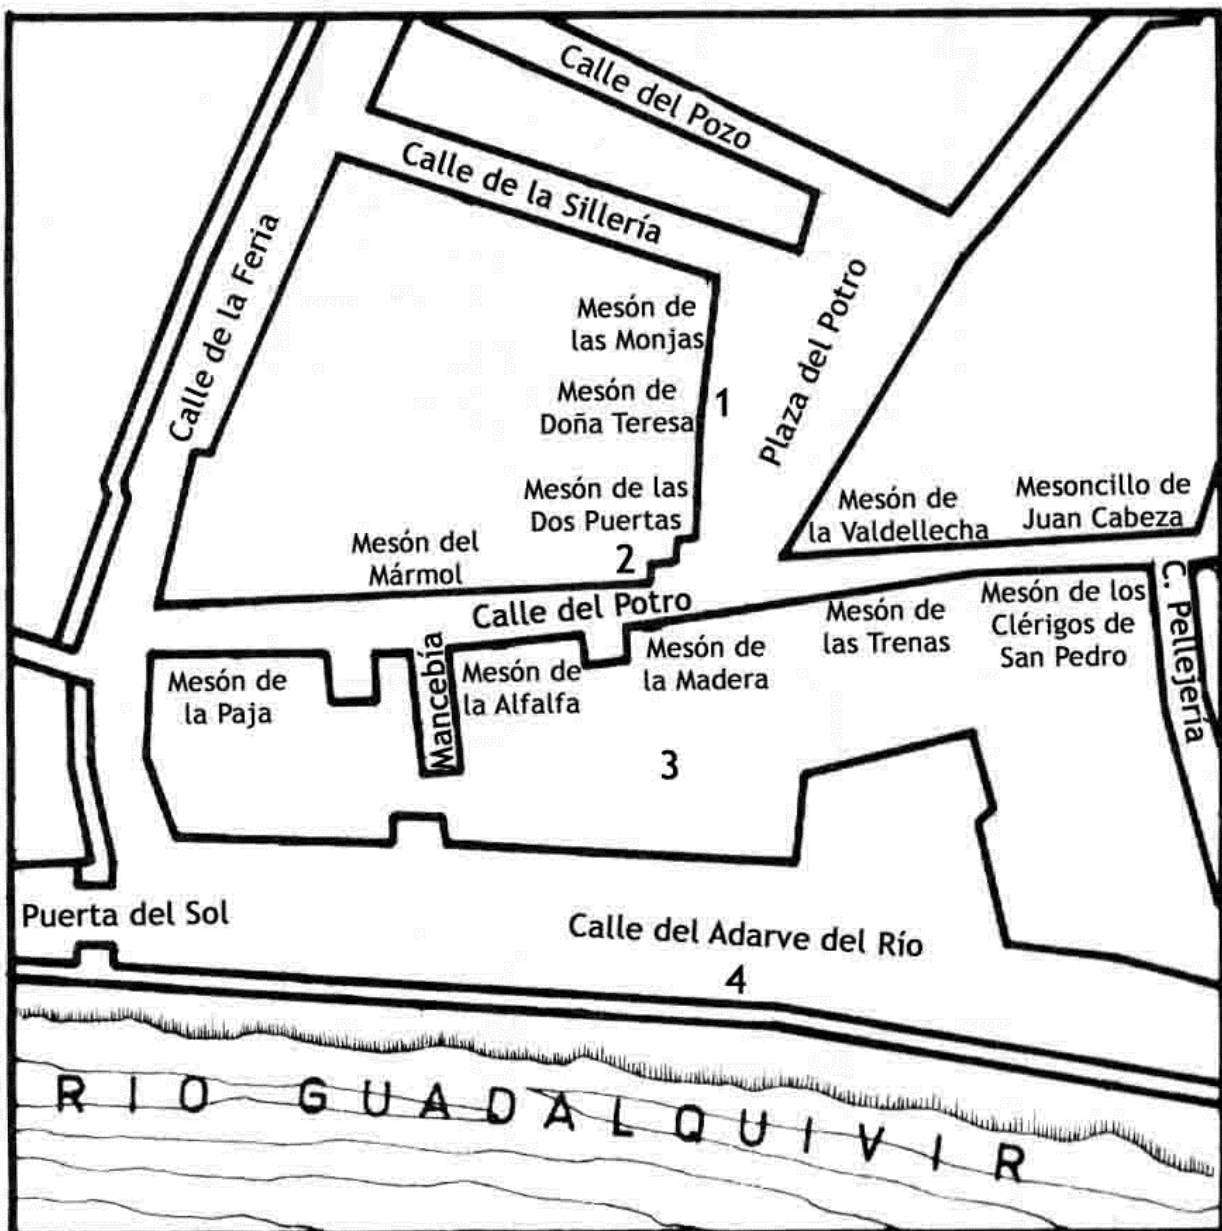 Calle del Pozo
Calle de la Sillería
Calle de la Feria
Plaza del Potro
Mesón de
las Monjas
1
Mesón de
Doña Teresa
Mesón de las
Dos Puertas
2
Mesón del
Mármol
Mesón de
la Valdellecha
Mesoncillo de
Juan Cabeza
Calle del Potro
Mesón de
la Paja
Mancebía
Mesón de
la Alfalfa
Mesón de
la Madera
Mesón de
las Trenas
Mesón de los
Clérigos de
San Pedro
C. Pellejería
3
Puerta del Sol
Calle del Adarve del Río
4
RIO GUADALQUIVIR